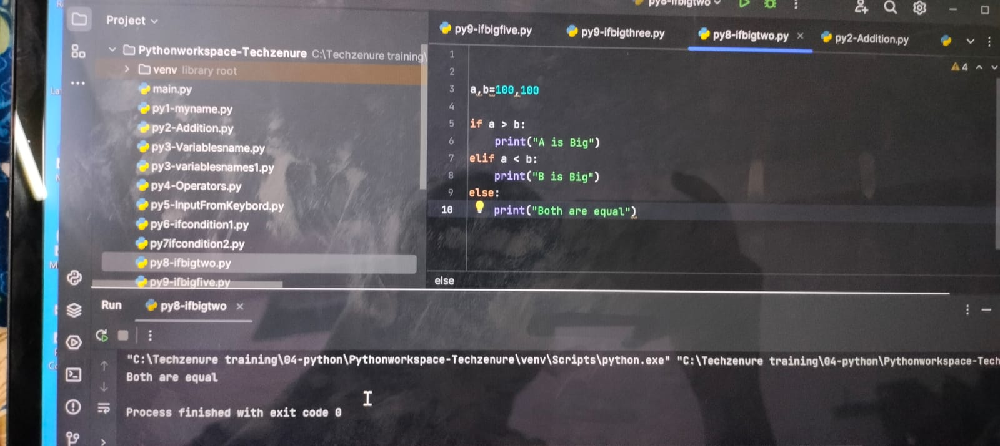 py8-ifbigtwo
Project
py9-ifbigfive.py
py9-ifbigthree.py
py8-ifbigtwo.py
py2-Addition.py
Pythonworkspace-Techzenure C:\Techzenure training\
venv library root
main.py
py1-myname.py
py2-Addition.py
py3-Variablesname.py
py3-variablesnames1.py
py4-Operators.py
py5-InputFromKeybord.py
py6-ifcondition1.py
py7ifcondition2.py
py8-ifbigtwo.py
py9-ifbigfive.py
4
1
2
3 a,b=100,100
4
5 if a > b:
6 print("A is Big")
7 elif a < b:
8 print("B is Big")
9 else:
10 print("Both are equal")
else
Run py8-ifbigtwo
"C:\Techzenure training\04-python\Pythonworkspace-Techzenure\venv\Scripts\python.exe" "C:\Techzenure training\04-python\Pythonworkspace-Tech
Both are equal
Process finished with exit code 0